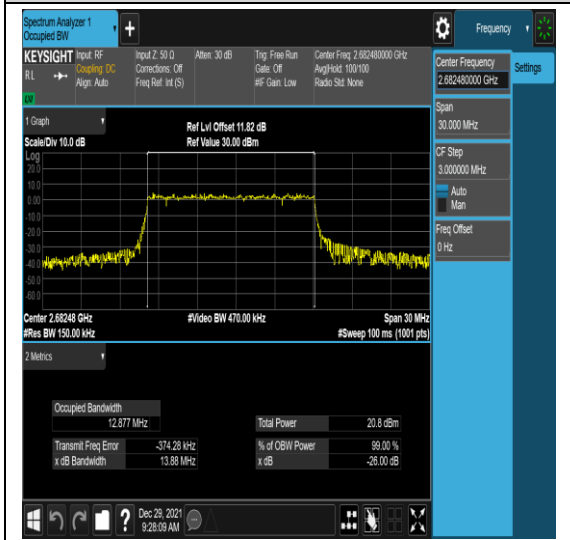 Spectrum Analyzer 1
Occupied BW
Frequency
KEYSIGHT
RL
Input: RF
Coupling: DC
Align: Auto
Input Z: 50 Ω
Corrections: Off
Freq Ref: Int (S)
Atten: 30 dB
Trig: Free Run
Gate: Off
#IF Gain: Low
Center Freq: 2.682480000 GHz
Avg|Hold: 100/100
Radio Std: None
Center Frequency
2.682480000 GHz
Settings
Span
30.000 MHz
CF Step
3.000000 MHz
Auto
Man
Freq Offset
0 Hz
1 Graph
Scale/Div 10.0 dB
Ref Lvl Offset 11.82 dB
Ref Value 30.00 dBm
Log
20.0
10.0
0.00
-10.0
-20.0
-30.0
-40.0
-50.0
-60.0
Center 2.68248 GHz
#Res BW 150.00 kHz
#Video BW 470.00 kHz
Span 30 MHz
#Sweep 100 ms (1001 pts)
2 Metrics
Occupied Bandwidth
12.877 MHz
Total Power
20.8 dBm
Transmit Freq Error
-374.28 kHz
% of OBW Power
99.00 %
x dB Bandwidth
13.88 MHz
x dB
-26.00 dB
?
Dec 29, 2021
9:28:09 AM